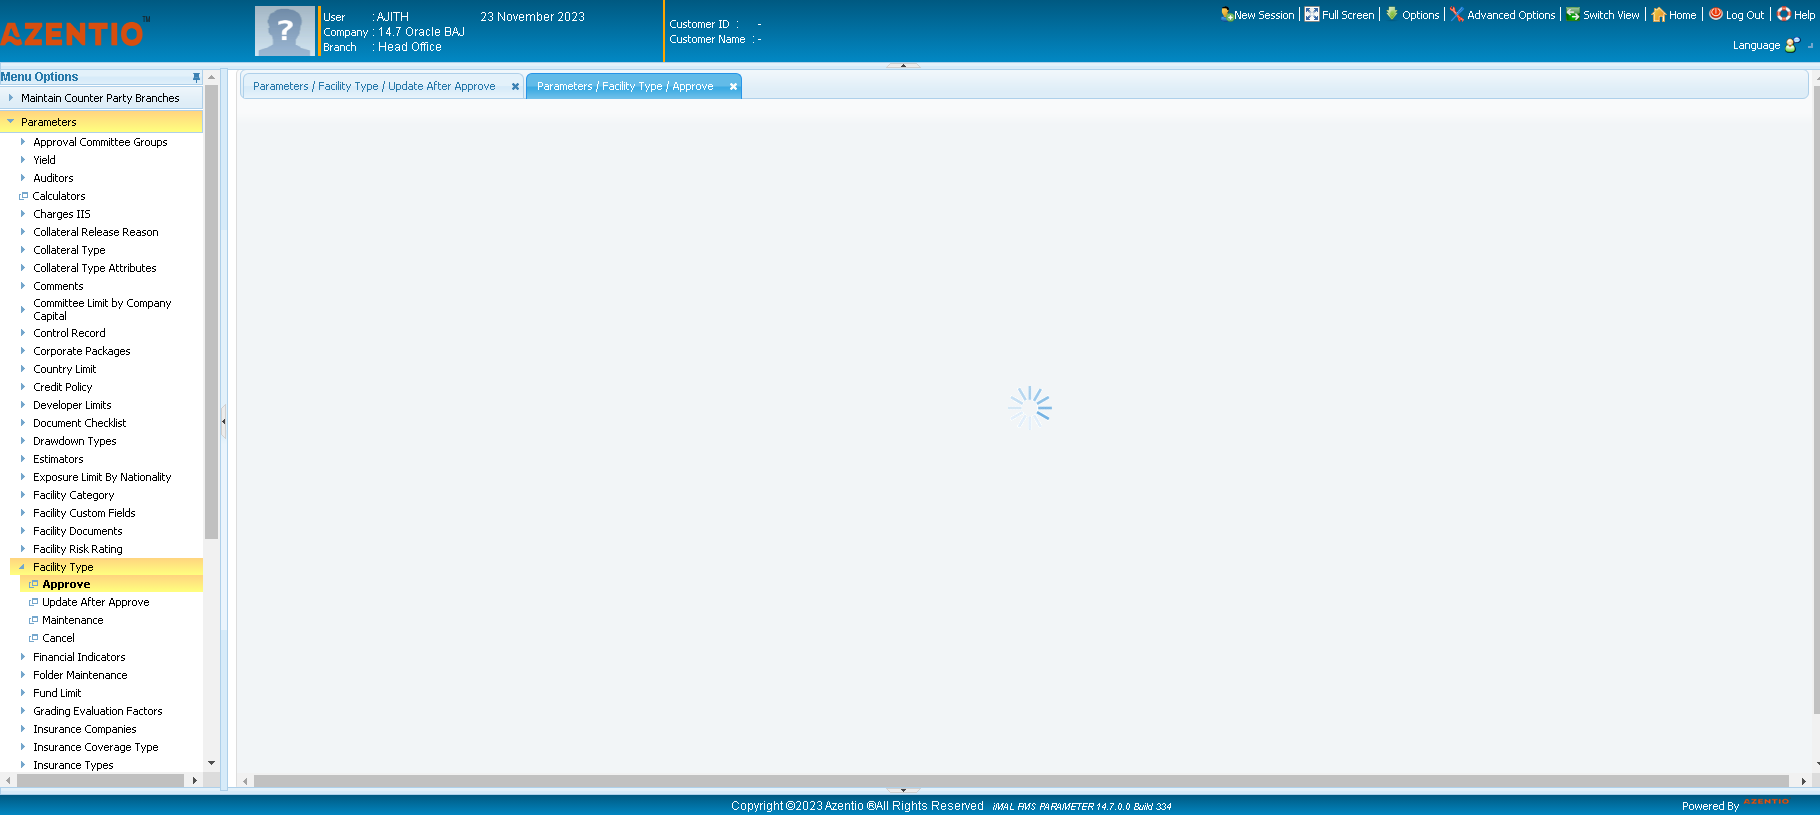 AZENTIO™
User : AJITH 23 November 2023
Company : 14.7 Oracle BAJ
Branch : Head Office
Customer ID : -
Customer Name : -
New Session Full Screen Options Advanced Options Switch View Home Log Out Help
Language
Menu Options
Maintain Counter Party Branches
Parameters
Approval Committee Groups
Yield
Auditors
Calculators
Charges IIS
Collateral Release Reason
Collateral Type
Collateral Type Attributes
Comments
Committee Limit by Company
Capital
Control Record
Corporate Packages
Country Limit
Credit Policy
Developer Limits
Document Checklist
Drawdown Types
Estimators
Exposure Limit By Nationality
Facility Category
Facility Custom Fields
Facility Documents
Facility Risk Rating
Facility Type
Approve
Update After Approve
Maintenance
Cancel
Financial Indicators
Folder Maintenance
Fund Limit
Grading Evaluation Factors
Insurance Companies
Insurance Coverage Type
Insurance Types
Parameters / Facility Type / Update After Approve
Parameters / Facility Type / Approve
Copyright ©2023 Azentio ®All Rights Reserved iMAL PMS PARAMETER 14.7.0.0 Build 334
Powered By AZENTIO